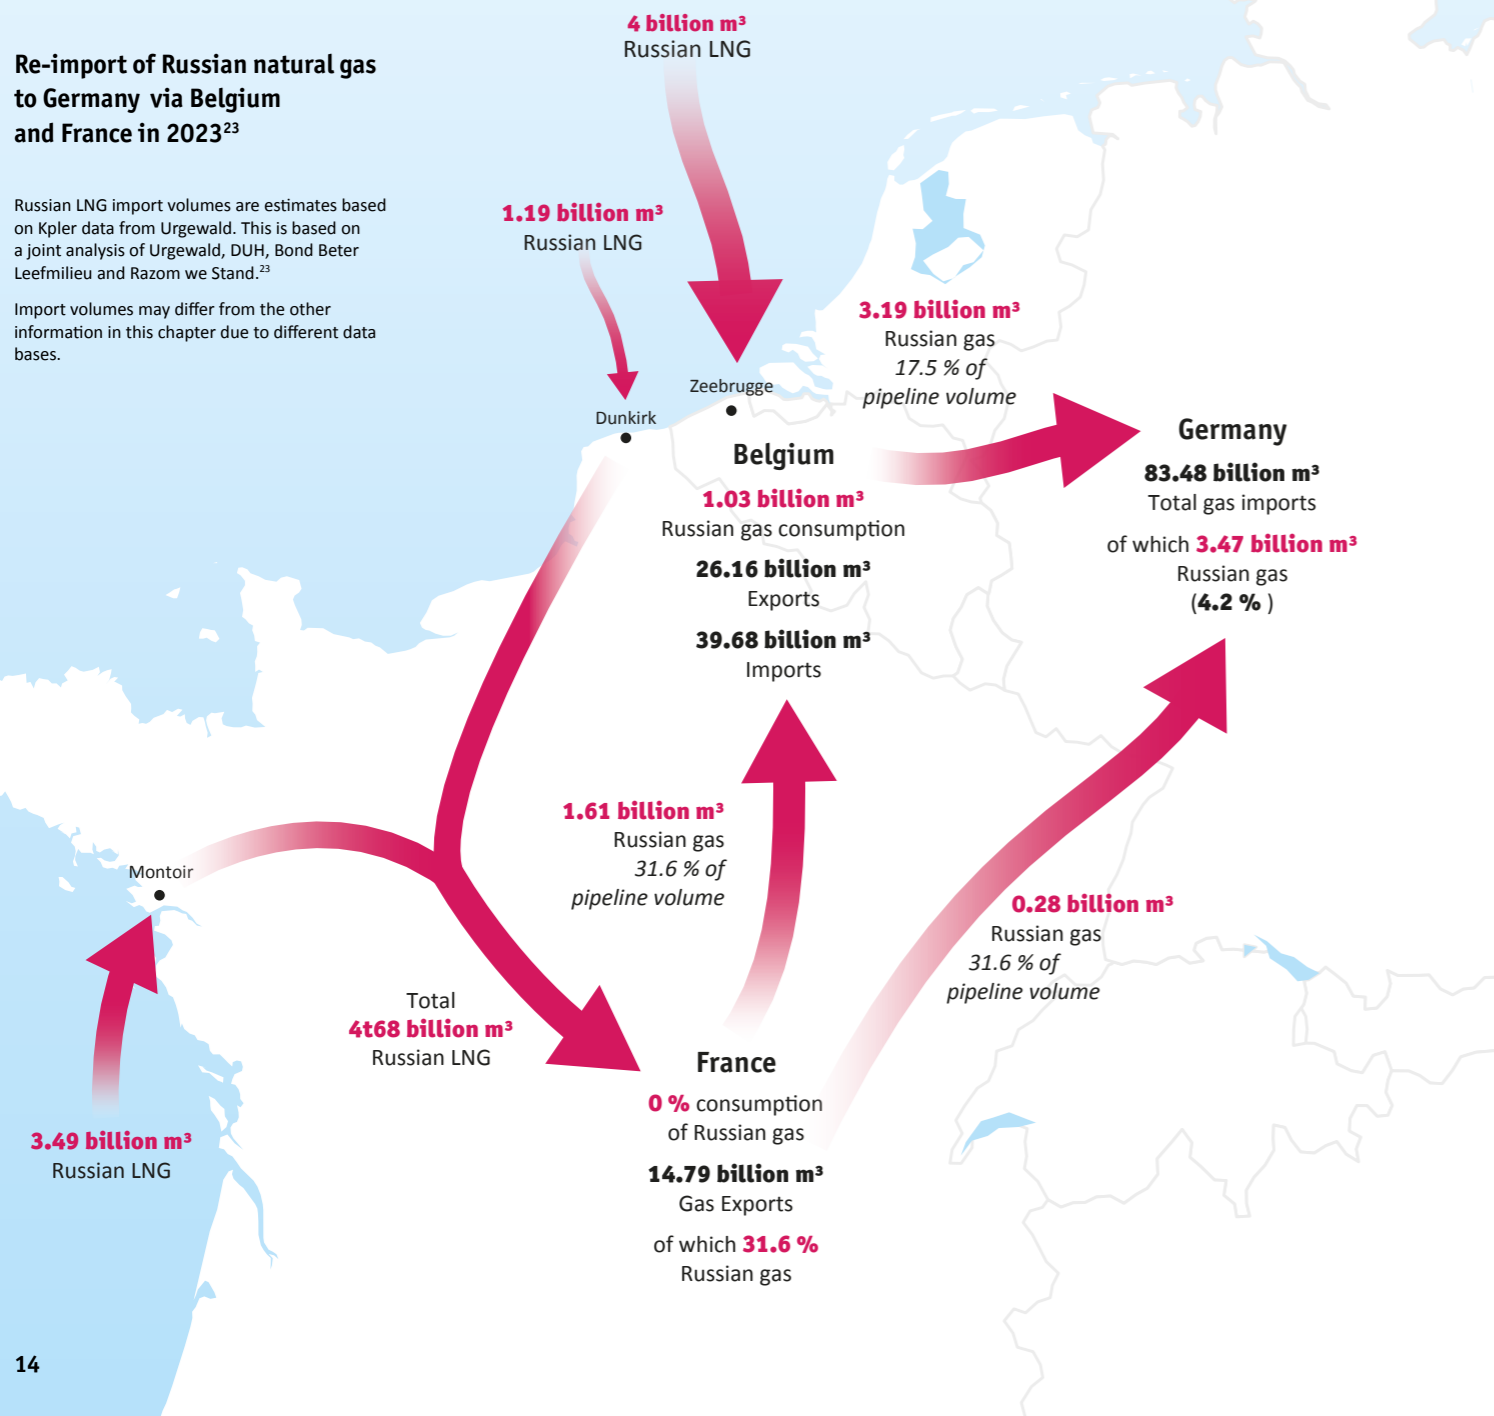 Re-import of Russian natural gas
to Germany via Belgium
and France in 2023²³
Russian LNG import volumes are estimates based
on Kpler data from Urgewald. This is based on
a joint analysis of Urgewald, DUH, Bond Beter
Leefmilieu and Razom we Stand.²³
Import volumes may differ from the other
information in this chapter due to different data
bases.
4 billion m³
Russian LNG
1.19 billion m³
Russian LNG
3.19 billion m³
Russian gas
17.5 % of
pipeline volume
Zeebrugge
Dunkirk
Belgium
1.03 billion m³
Russian gas consumption
26.16 billion m³
Exports
39.68 billion m³
Imports
Germany
83.48 billion m³
Total gas imports
of which 3.47 billion m³
Russian gas
(4.2 % )
1.61 billion m³
Russian gas
31.6 % of
pipeline volume
Montoir
0.28 billion m³
Russian gas
31.6 % of
pipeline volume
Total
4t68 billion m³
Russian LNG
3.49 billion m³
Russian LNG
France
0 % consumption
of Russian gas
14.79 billion m³
Gas Exports
of which 31.6 %
Russian gas
14